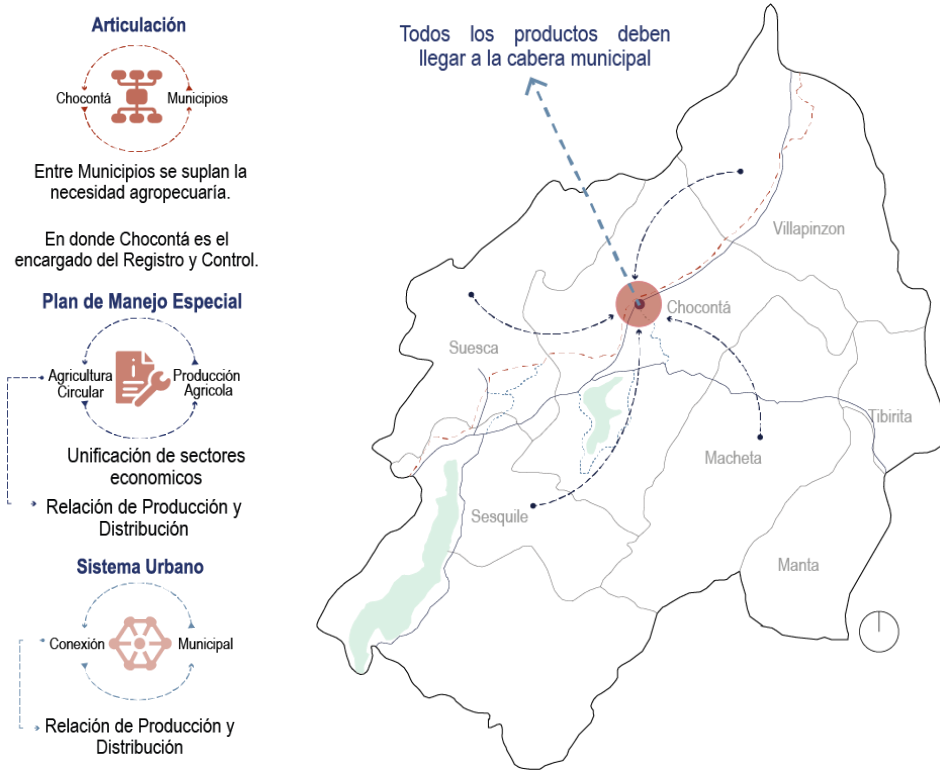 Articulación
Chocontá
Municipios
Entre Municipios se suplan la
necesidad agropecuaría.
En donde Chocontá es el
encargado del Registro y Control.
Plan de Manejo Especial
Agricultura
Circular
Producción
Agricola
Unificación de sectores
economicos
Relación de Producción y
Distribución
Sistema Urbano
Conexión
Municipal
Relación de Producción y
Distribución
Todos los productos deben
llegar a la cabera municipal
Villapinzon
Chocontá
Suesca
Tibirita
Macheta
Sesquile
Manta